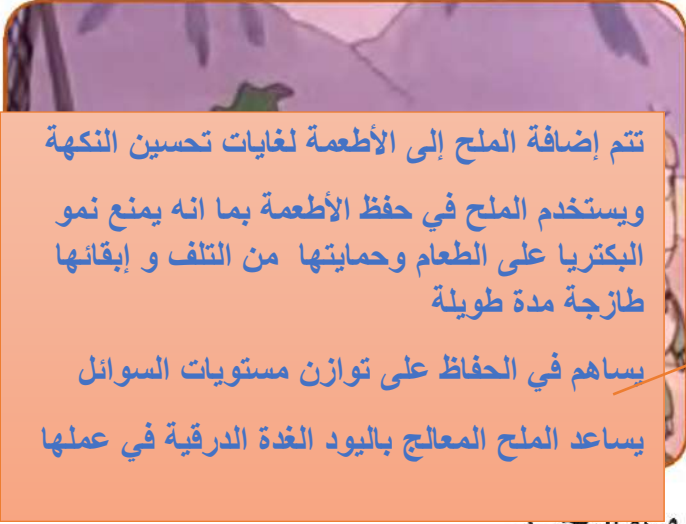 تتم إضافة الملح إلى الأطعمة لغايات تحسين النكهة
ويستخدم الملح في حفظ الأطعمة بما انه يمنع نمو
البكتريا على الطعام وحمايتها من التلف و إبقائها
طازجة مدة طويلة
يساهم في الحفاظ على توازن مستويات السوائل
يساعد الملح المعالج باليود الغدة الدرقية في عملها